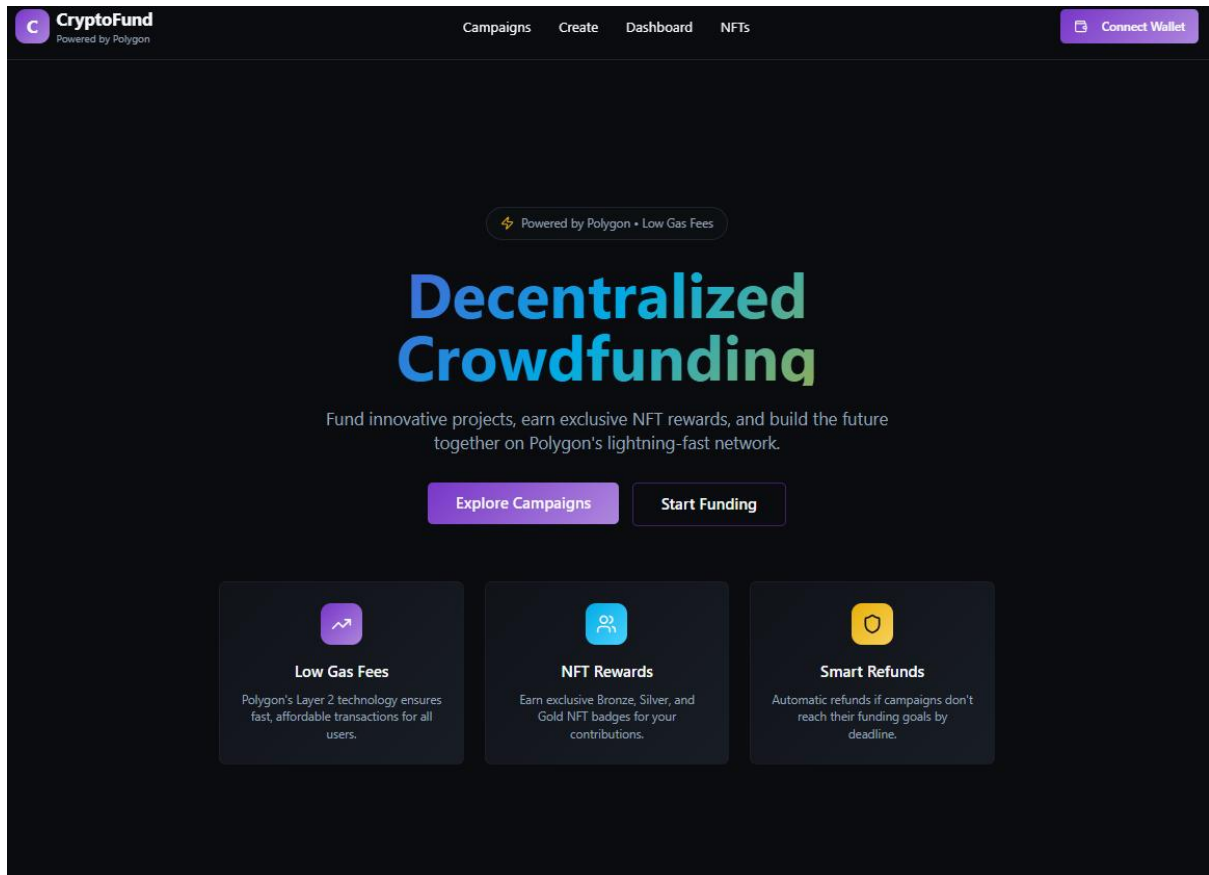 C
CryptoFund
Powered by Polygon
Campaigns
Create
Dashboard
NFTs
Connect Wallet
Powered by Polygon • Low Gas Fees
Decentralized
Crowdfunding
Fund innovative projects, earn exclusive NFT rewards, and build the future
together on Polygon's lightning-fast network.
Explore Campaigns
Start Funding
Low Gas Fees
Polygon's Layer 2 technology ensures
fast, affordable transactions for all
users.
NFT Rewards
Earn exclusive Bronze, Silver, and
Gold NFT badges for your
contributions.
Smart Refunds
Automatic refunds if campaigns don't
reach their funding goals by
deadline.